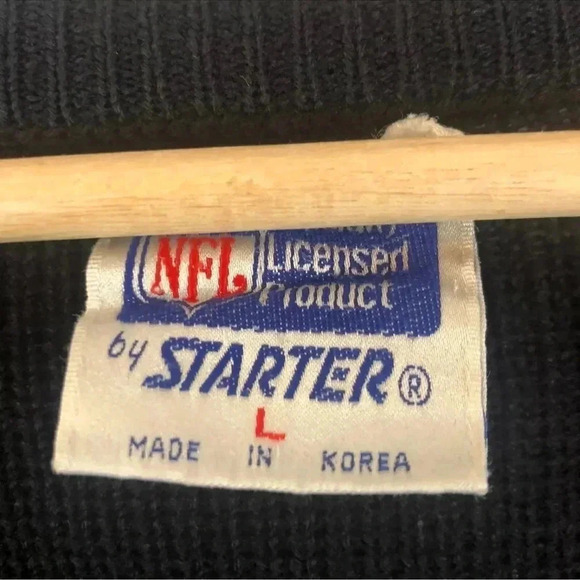 NFL
Licensed
Product
by STARTER®
L
MADE IN KOREA